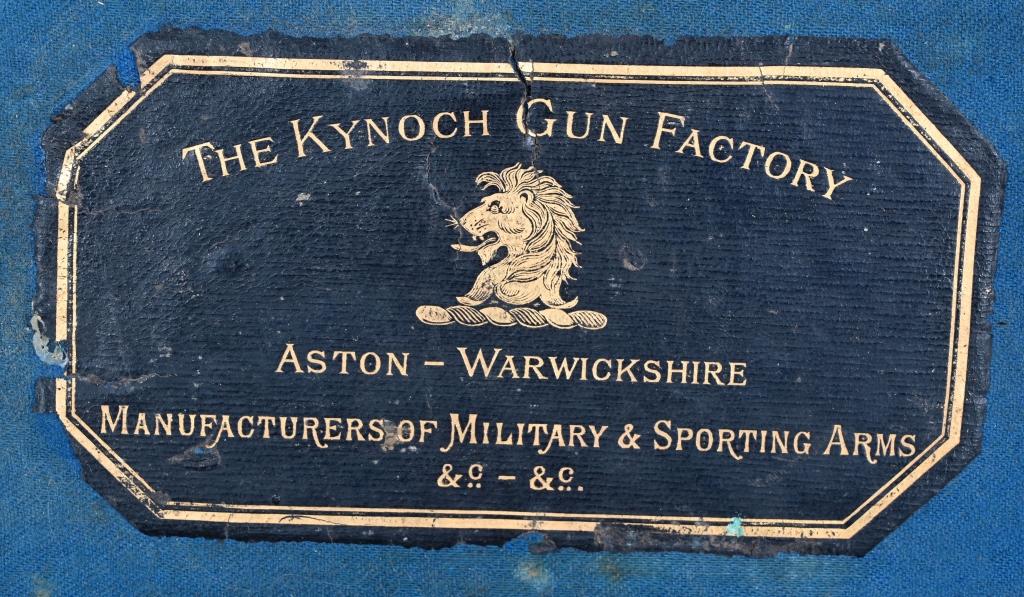 The Kynoch Gun Factory
Aston – Warwickshire
Manufacturers of Military & Sporting Arms
&c. – &c.